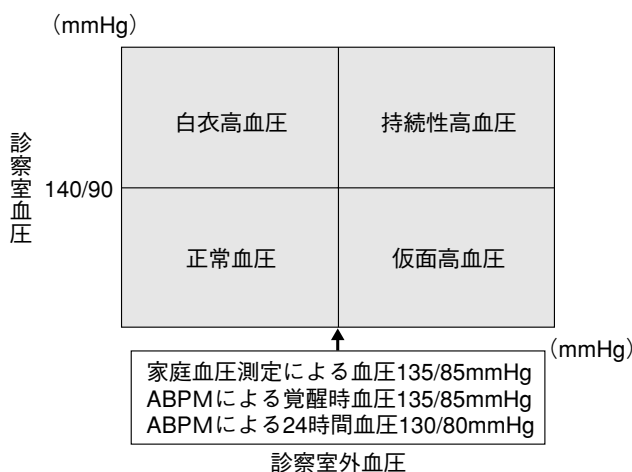 (mmHg)
白衣高血圧
持続性高血圧
診察室血圧
140/90
正常血圧
仮面高血圧
(mmHg)
家庭血圧測定による血圧135/85mmHg
ABPMによる覚醒時血圧135/85mmHg
ABPMによる24時間血圧130/80mmHg
診察室外血圧